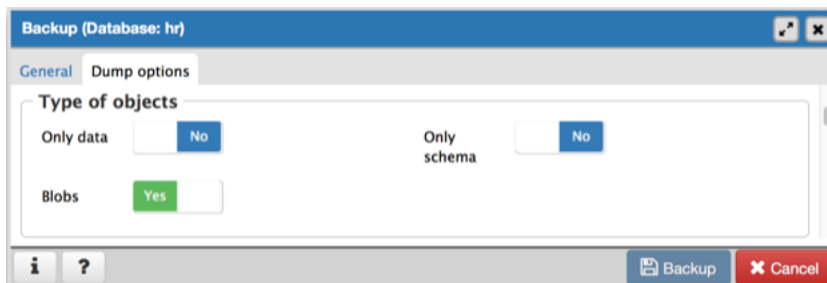 Backup (Database: hr)
General Dump options
Type of objects
Only data No Only schema No
Blobs Yes
i ? Backup Cancel